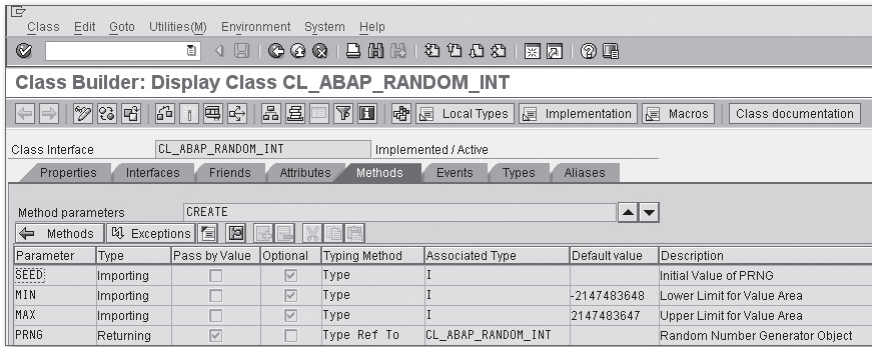 Class Edit Goto Utilities(M) Environment System Help
Class Builder: Display Class CL_ABAP_RANDOM_INT
Local Types Implementation Macros Class documentation
Class Interface CL_ABAP_RANDOM_INT Implemented / Active
Properties Interfaces Friends Attributes Methods Events Types Aliases
Method parameters CREATE
Methods Exceptions
Parameter Type Pass by Value Optional Typing Method Associated Type Default value Description
SEED Importing Type I Initial Value of PRNG
MIN Importing Type I -2147483648 Lower Limit for Value Area
MAX Importing Type I 2147483647 Upper Limit for Value Area
PRNG Returning Type Ref To CL_ABAP_RANDOM_INT Random Number Generator Object